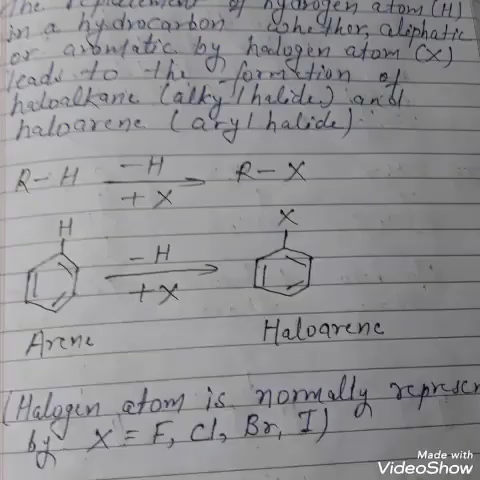 The replacement of hydrogen atom (H)
in a hydrocarbon whether, aliphatic
or aromatic by halogen atom (X)
leads to the formation of
haloalkane (alkyl halide) and
haloarene (aryl halide).
R-H -H +X R-X
H X
-H
+X
Arene Haloarene
(Halogen atom is normally represen
by X = F, Cl, Br, I)
Made with
VideoShow